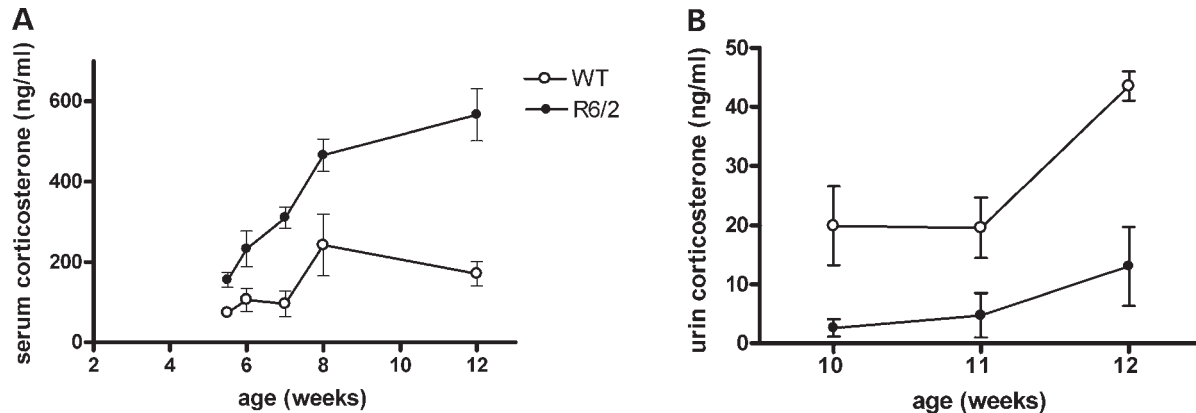 A
serum corticosterone (ng/ml)
600
400
200
0
2 4 6 8 10 12
age (weeks)
WT
R6/2
B
urin corticosterone (ng/ml)
50
40
30
20
10
0
10 11 12
age (weeks)